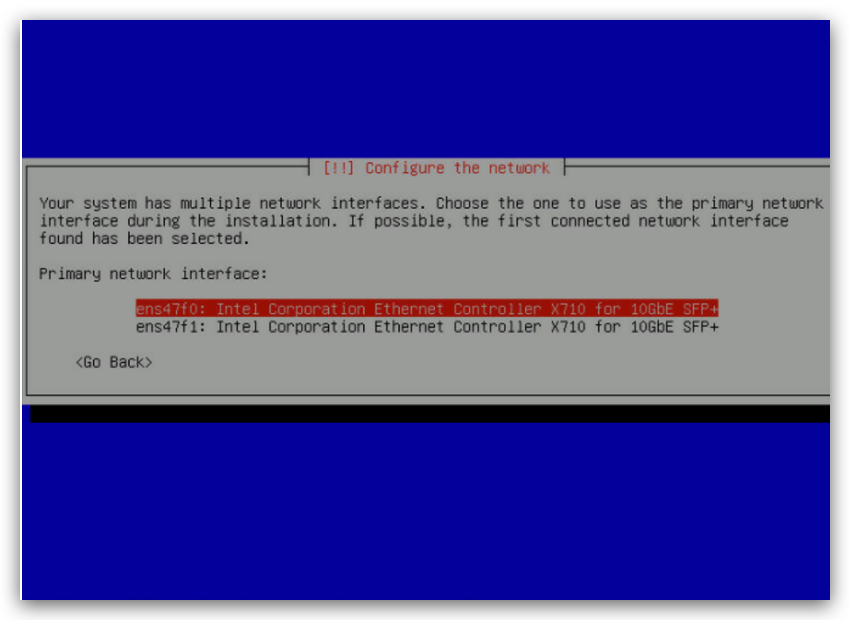 [!!] Configure the network
Your system has multiple network interfaces. Choose the one to use as the primary network
interface during the installation. If possible, the first connected network interface
found has been selected.
Primary network interface:
ens47f0: Intel Corporation Ethernet Controller X710 for 10GbE SFP+
ens47f1: Intel Corporation Ethernet Controller X710 for 10GbE SFP+
<Go Back>